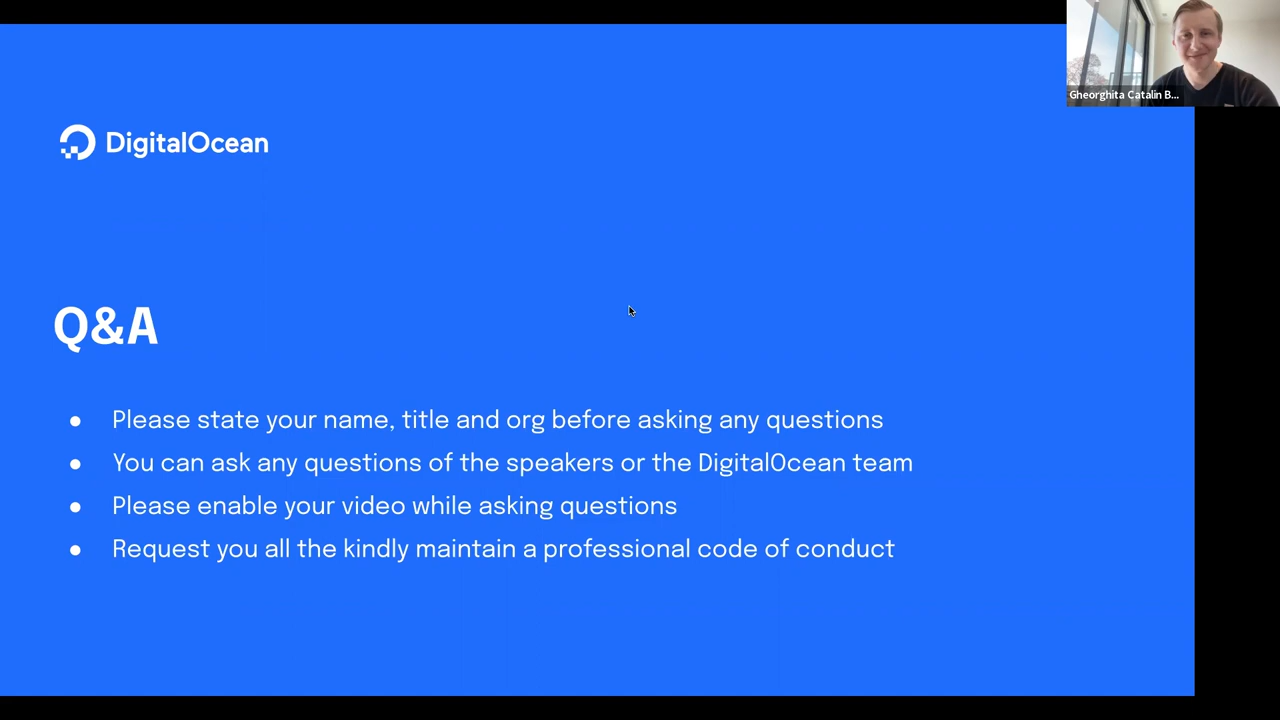 Gheorghita Catalin B...
DigitalOcean
Q&A
● Please state your name, title and org before asking any questions
● You can ask any questions of the speakers or the DigitalOcean team
● Please enable your video while asking questions
● Request you all the kindly maintain a professional code of conduct